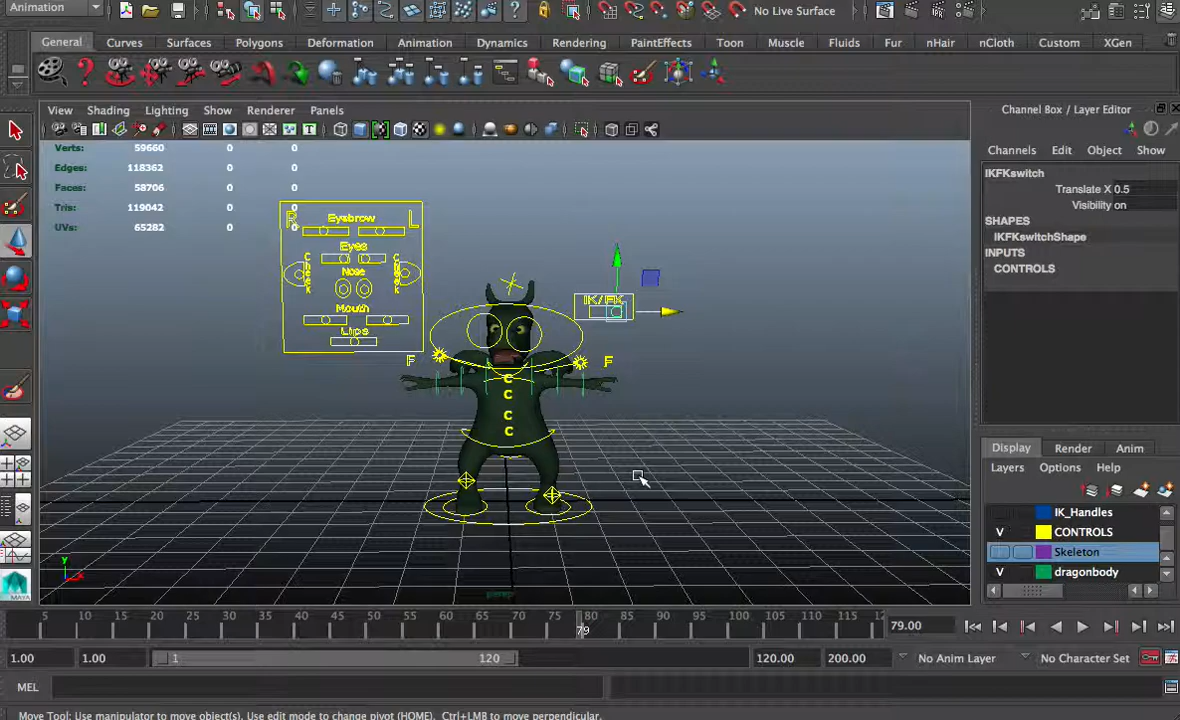 Animation
No Live Surface
General Curves Surfaces Polygons Deformation Animation Dynamics Rendering PaintEffects Toon Muscle Fluids Fur nHair nCloth Custom XGen
View Shading Lighting Show Renderer Panels
Channel Box / Layer Editor
Channels Edit Object Show
Verts: 59660 0 0
Edges: 118362 0 0
Faces: 58706 0 0
Tris: 119042 0 0
UVs: 65282 0 0
IKFKswitch
Translate X 0.5
Visibility on
SHAPES
IKFKswitchShape
INPUTS
CONTROLS
R Eyebrow L
Eyes
Cheek Nose Cheek
Mouth
Lips
IK/FK
F F
C
C
C
C
Display Render Anim
Layers Options Help
IK_Handles
V CONTROLS
Skeleton
V dragonbody
y
persp
MAYA
5 10 15 20 25 30 35 40 45 50 55 60 65 70 75 80 85 90 95 100 105 110 115 12
79
79.00
1.00 1.00 1 120 120.00 200.00 No Anim Layer No Character Set
MEL
Move Tool: Use manipulator to move object(s). Use edit mode to change pivot (HOME). Ctrl+LMB to move perpendicular.